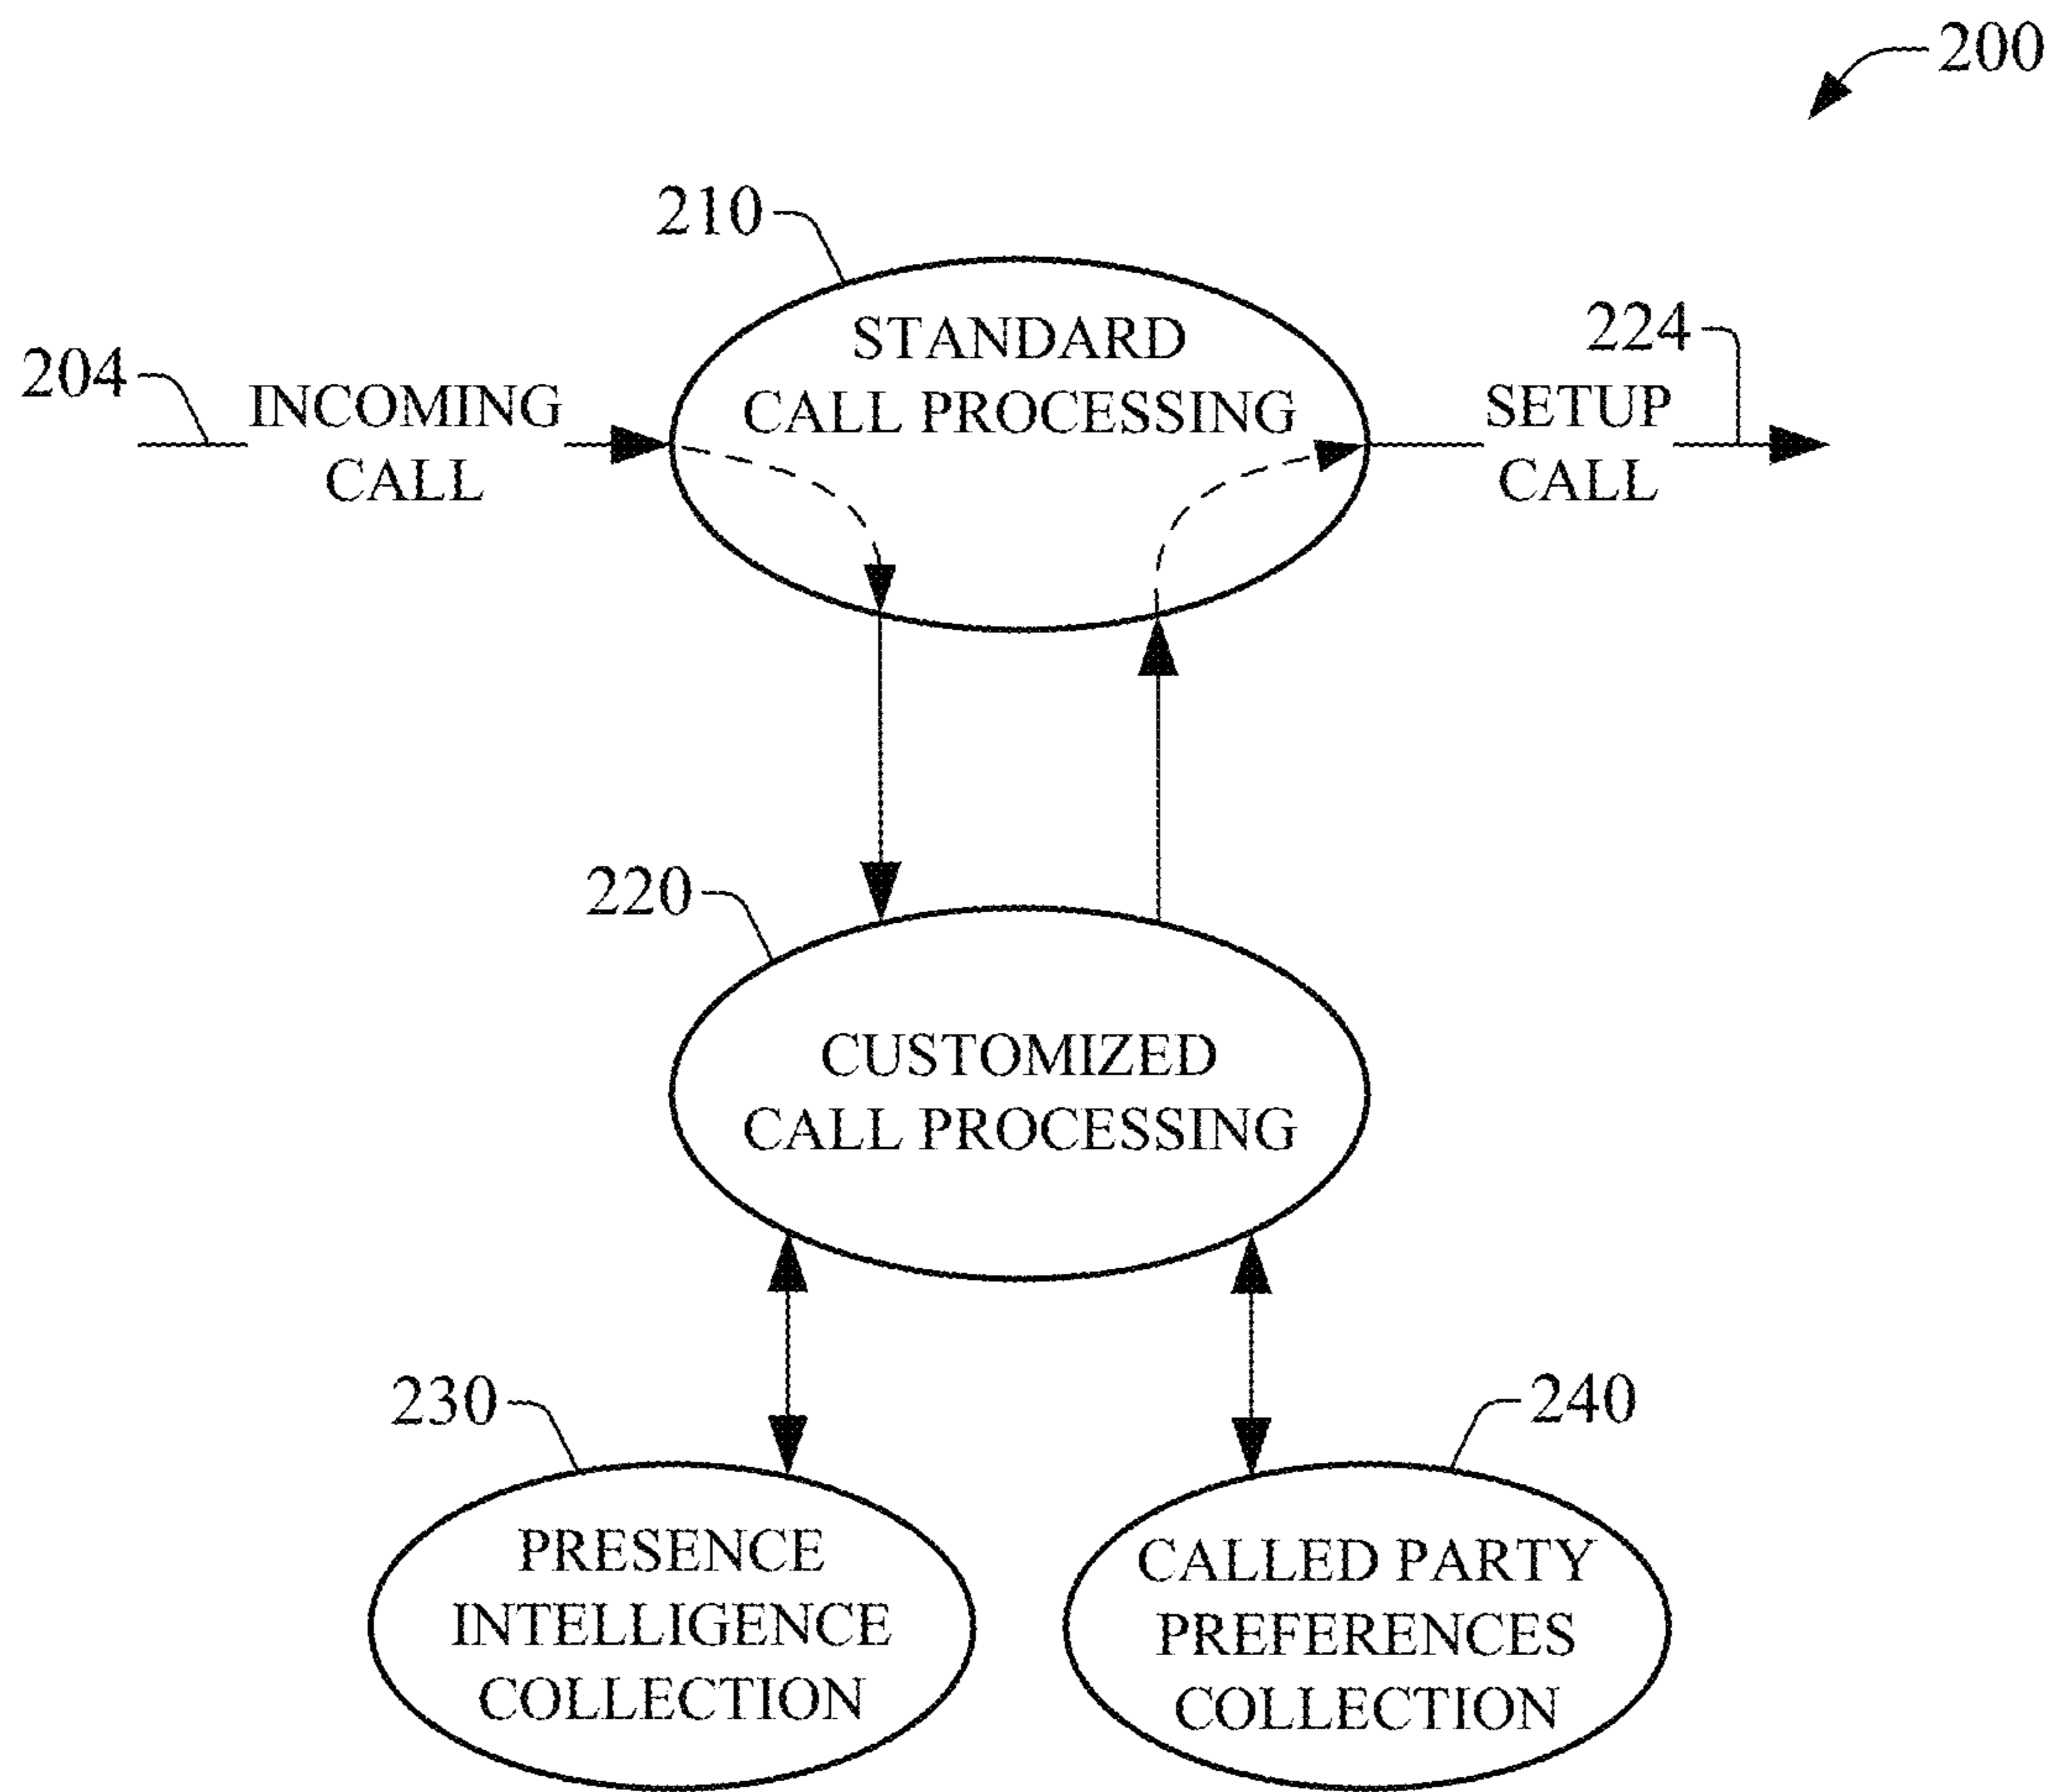 200
210
STANDARD
CALL PROCESSING
224
204
INCOMING
CALL
SETUP
CALL
220
CUSTOMIZED
CALL PROCESSING
230
240
PRESENCE
INTELLIGENCE
COLLECTION
CALLED PARTY
PREFERENCES
COLLECTION